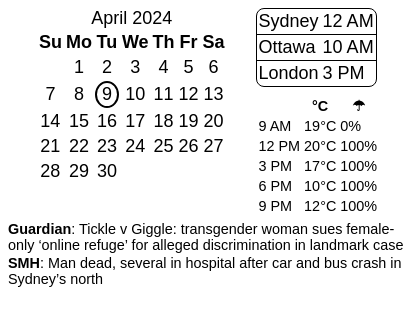 April 2024
Su Mo Tu We Th Fr Sa
1 2 3 4 5 6
7 8 9 10 11 12 13
14 15 16 17 18 19 20
21 22 23 24 25 26 27
28 29 30
Sydney 12 AM
Ottawa 10 AM
London 3 PM
°C ☂
9 AM 19°C 0%
12 PM 20°C 100%
3 PM 17°C 100%
6 PM 10°C 100%
9 PM 12°C 100%
Guardian: Tickle v Giggle: transgender woman sues female-
only ‘online refuge’ for alleged discrimination in landmark case
SMH: Man dead, several in hospital after car and bus crash in
Sydney’s north